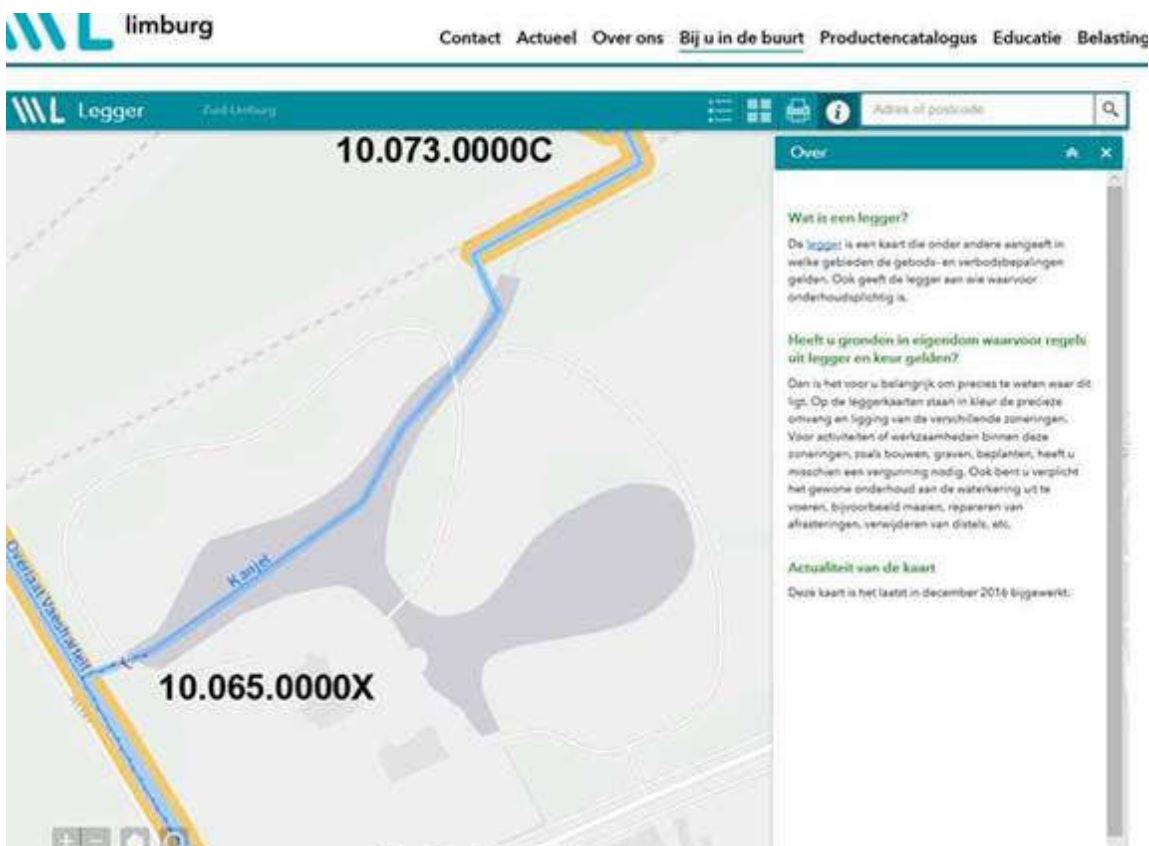 limburg
Contact Actueel Over ons Bij u in de buurt Productencatalogus Educatie Belasting
Legger Zuid-Limburg Adres of postcode
10.073.0000C
Over
Wat is een legger?
De legger is een kaart die onder andere aangeeft in
welke gebieden de gebods- en verbodsbepalingen
gelden. Ook geeft de legger aan wie waarvoor
onderhoudsplichtig is.
Heeft u gronden in eigendom waarvoor regels
uit legger en keur gelden?
Dan is het voor u belangrijk om precies te weten waar dit
ligt. Op de leggerkaarten staan in kleur de precieze
omvang en ligging van de verschillende zoneringen.
Voor activiteiten of werkzaamheden binnen deze
zoneringen, zoals bouwen, graven, beplanten, heeft u
misschien een vergunning nodig. Ook bent u verplicht
het gewone onderhoud aan de waterkering uit te
voeren, bijvoorbeeld maaien, repareren van
afrasteringen, verwijderen van distels, etc.
Actualiteit van de kaart
Deze kaart is het laatst in december 2016 bijgewerkt.
Kanjel
Overlaat Vaeshartelt
10.065.0000X